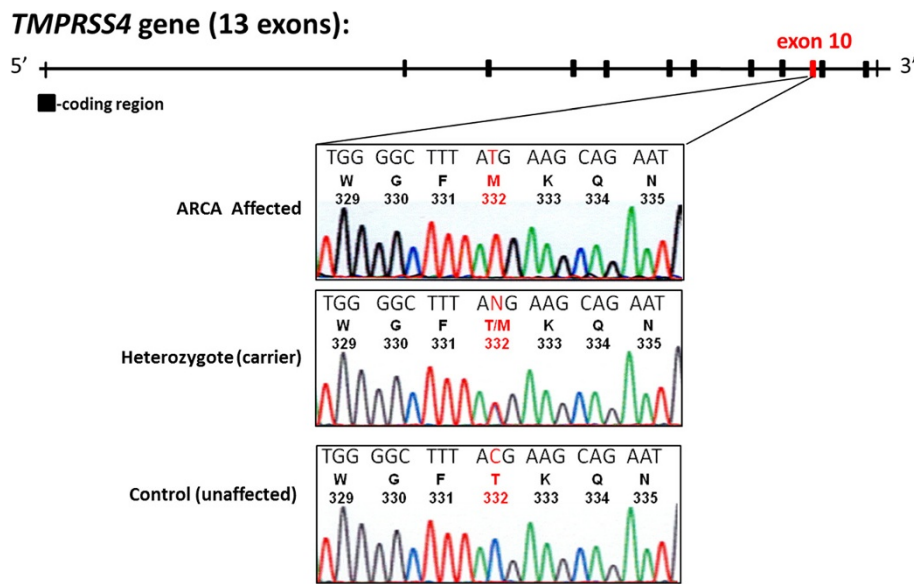 TMPRSS4 gene (13 exons):
exon 10
5’ 3’
-coding region
TGG GGC TTT ATG AAG CAG AAT
W G F M K Q N
329 330 331 332 333 334 335
ARCA Affected
TGG GGC TTT ANG AAG CAG AAT
W G F T/M K Q N
329 330 331 332 333 334 335
Heterozygote (carrier)
TGG GGC TTT ACG AAG CAG AAT
W G F T K Q N
329 330 331 332 333 334 335
Control (unaffected)